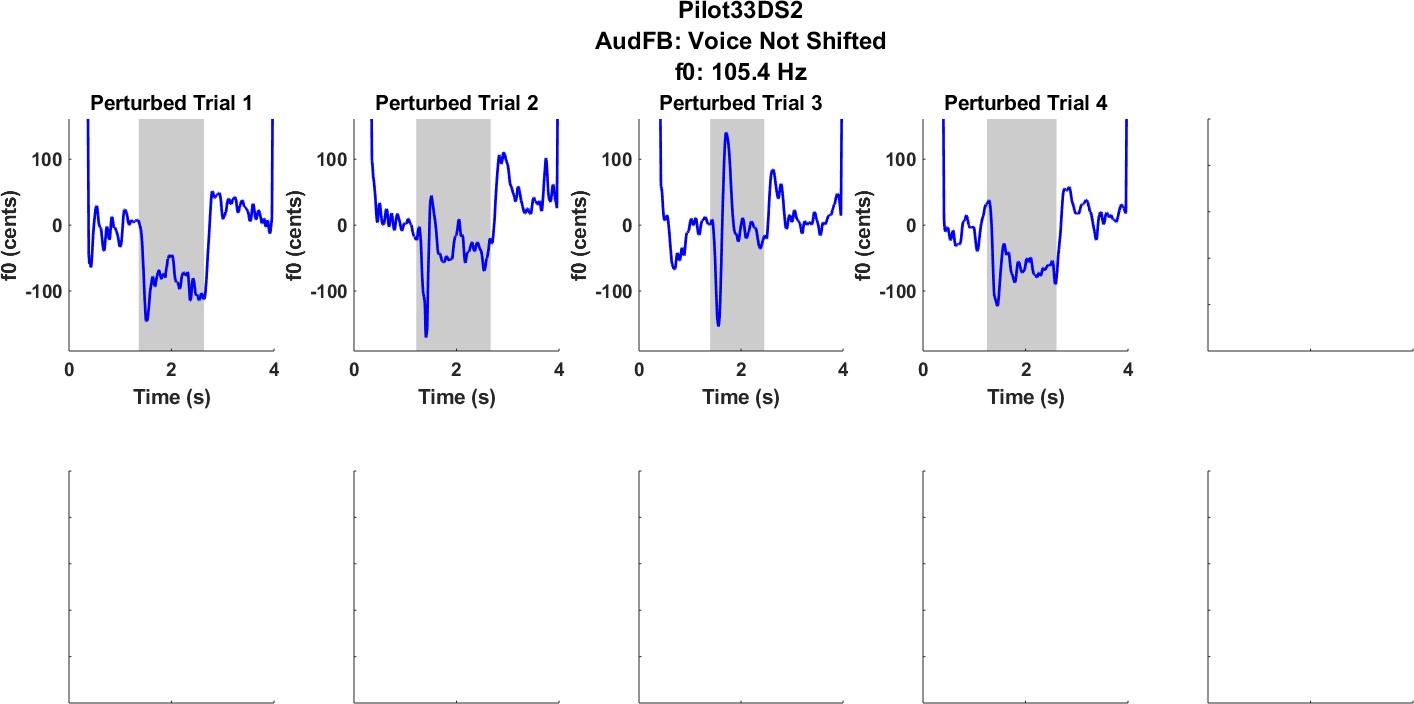 Pilot33DS2
AudFB: Voice Not Shifted
f0: 105.4 Hz
Perturbed Trial 1
Perturbed Trial 2
Perturbed Trial 3
Perturbed Trial 4
f0 (cents)
100
0
-100
0 2 4
Time (s)
f0 (cents)
100
0
-100
0 2 4
Time (s)
f0 (cents)
100
0
-100
0 2 4
Time (s)
f0 (cents)
100
0
-100
0 2 4
Time (s)